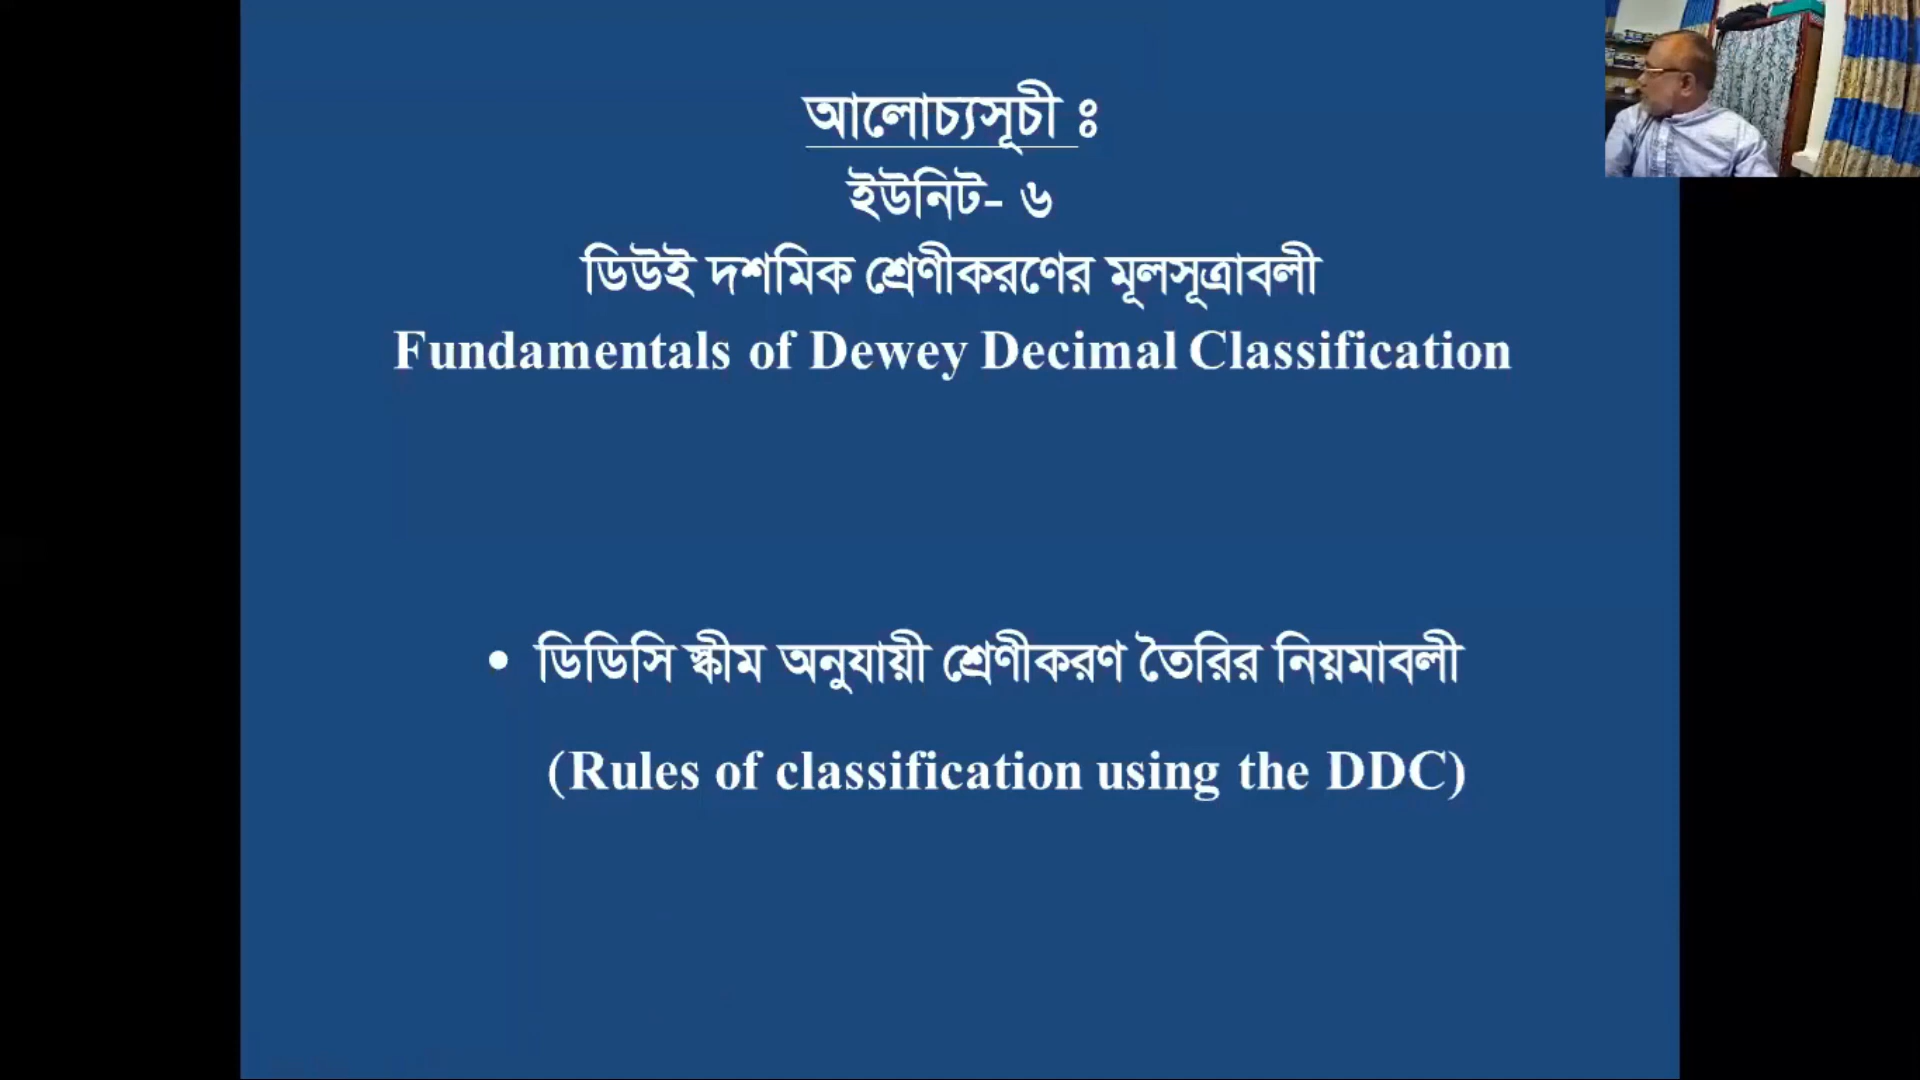 আলোচ্যসূচী ঃ
ইউনিট- ৬
ডিউই দশমিক শ্রেণীকরণের মূলসূত্রাবলী
Fundamentals of Dewey Decimal Classification
• ডিডিসি স্কীম অনুযায়ী শ্রেণীকরণ তৈরির নিয়মাবলী
(Rules of classification using the DDC)